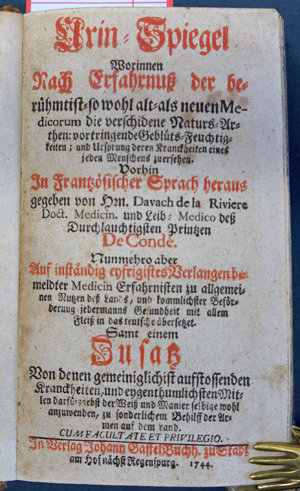 Urin-Spiegel
Worinnen
Nach Erfahrnuß der be-
rühmtist-so wohl alt-als neuen Me-
dicorum die verschidene Naturs-Ar-
then: vortringende Geblüts-Feuchtig-
keiten; und Ursprung deren Kranckheiten eines
jeden Menschens zuersehen.
Vorhin
In Frantzösischer Sprach heraus
gegeben von Hrn. Davach de la Riviere
Doct. Medicin. und Leib-Medico deß
Durchlauchtigsten Printzen
De Condé.
Nunmehro aber
Auf inständig eyfrigistes Verlangen be-
meldter Medicin Erfahrnisten zu allgemei-
nen Nutzen deß Lands, und kommlichster Beför-
derung jedermanns Gesundheit mit allem
Fleiß in das teutsche übersetzet.
Samt einem
Zusatz
Von denen gemeiniglichist aufstossenden
Kranckheiten, und eygenthumlichsten Mit-
len darfür, nebst der Weiß und Manier selbige wohl
anzuwenden, zu sonderlichem Behilff der Ar-
men auf dem Land.
CUM FACULTATE ET PRIVILEGIO.
In Verlag Johann Gastel Buchh. zu Stadt
am Hof nächst Regenspurg. 1744.